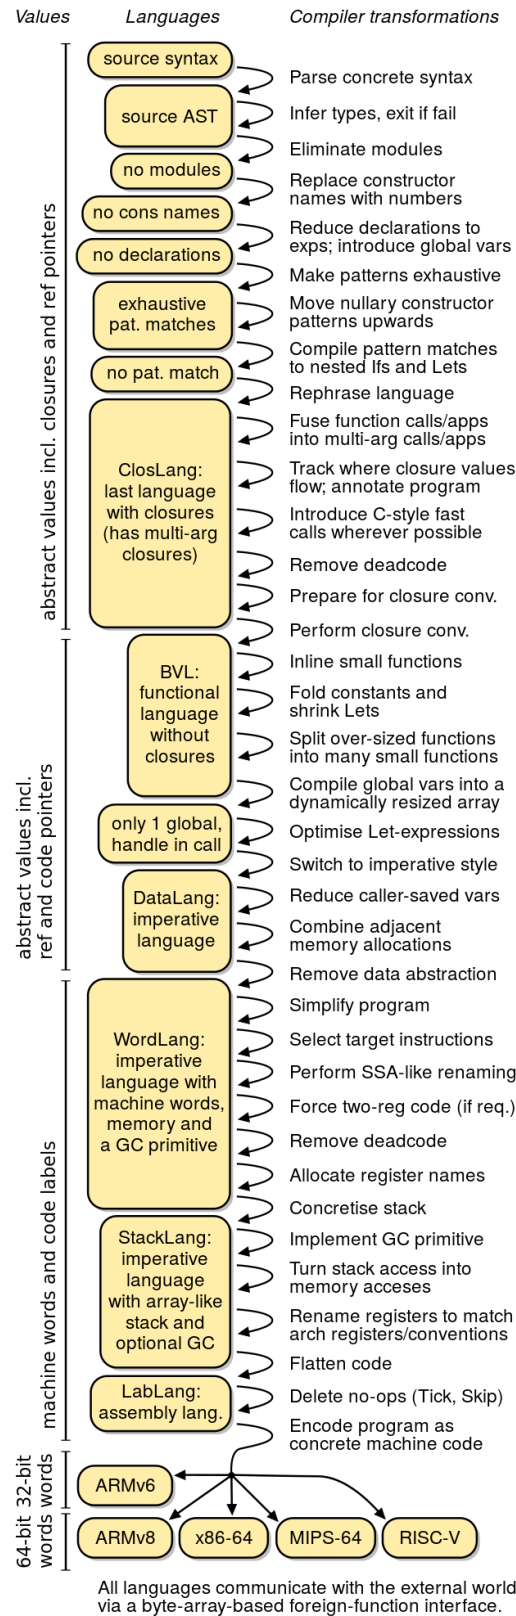 Values Languages Compiler transformations
source syntax
Parse concrete syntax
source AST
Infer types, exit if fail
Eliminate modules
no modules
Replace constructor
names with numbers
no cons names
Reduce declarations to
exps; introduce global vars
no declarations
Make patterns exhaustive
exhaustive
pat. matches
Move nullary constructor
patterns upwards
Compile pattern matches
to nested Ifs and Lets
no pat. match
Rephrase language
abstract values incl. closures and ref pointers
ClosLang:
last language
with closures
(has multi-arg
closures)
Fuse function calls/apps
into multi-arg calls/apps
Track where closure values
flow; annotate program
Introduce C-style fast
calls wherever possible
Remove deadcode
Prepare for closure conv.
Perform closure conv.
abstract values incl.
ref and code pointers
BVL:
functional
language
without
closures
Inline small functions
Fold constants and
shrink Lets
Split over-sized functions
into many small functions
Compile global vars into a
dynamically resized array
only 1 global,
handle in call
Optimise Let-expressions
Switch to imperative style
DataLang:
imperative
language
Reduce caller-saved vars
Combine adjacent
memory allocations
Remove data abstraction
machine words and code labels
WordLang:
imperative
language with
machine words,
memory and
a GC primitive
Simplify program
Select target instructions
Perform SSA-like renaming
Force two-reg code (if req.)
Remove deadcode
Allocate register names
Concretise stack
StackLang:
imperative
language
with array-like
stack and
optional GC
Implement GC primitive
Turn stack access into
memory acceses
Rename registers to match
arch registers/conventions
Flatten code
LabLang:
assembly lang.
Delete no-ops (Tick, Skip)
Encode program as
concrete machine code
32-bit
words
ARMv6
64-bit
words
ARMv8 x86-64 MIPS-64 RISC-V
All languages communicate with the external world
via a byte-array-based foreign-function interface.